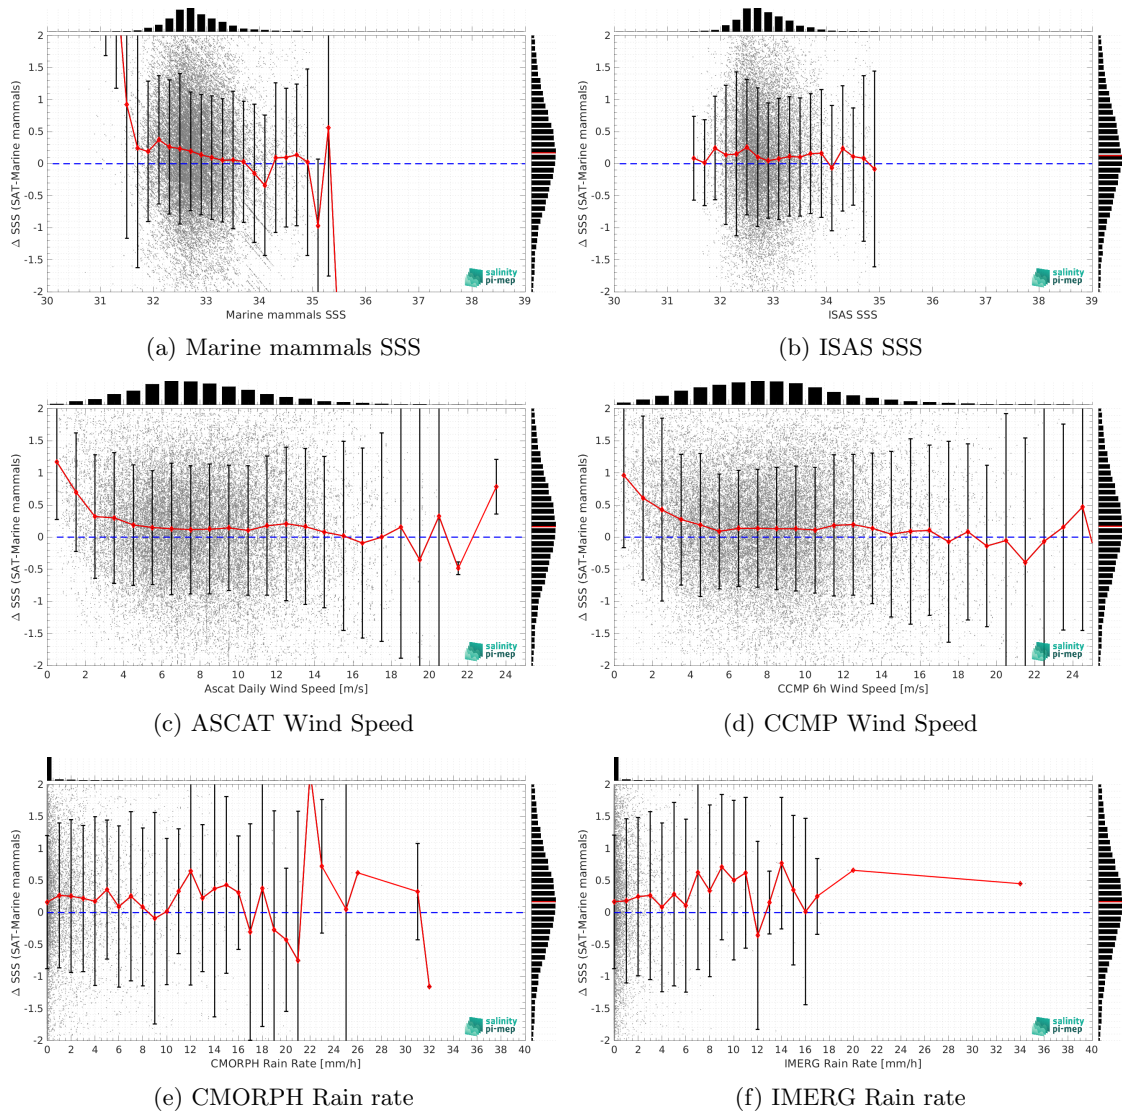 Δ SSS (SAT-Marine mammals)
2
1.5
1
0.5
0
-0.5
-1
-1.5
-2
30 31 32 33 34 35 36 37 38 39
Marine mammals SSS
salinity
pi-mep
(a) Marine mammals SSS
Δ SSS (SAT-Marine mammals)
2
1.5
1
0.5
0
-0.5
-1
-1.5
-2
30 31 32 33 34 35 36 37 38 39
ISAS SSS
salinity
pi-mep
(b) ISAS SSS
Δ SSS (SAT-Marine mammals)
2
1.5
1
0.5
0
-0.5
-1
-1.5
-2
0 2 4 6 8 10 12 14 16 18 20 22 24
Ascat Daily Wind Speed [m/s]
salinity
pi-mep
(c) ASCAT Wind Speed
Δ SSS (SAT-Marine mammals)
2
1.5
1
0.5
0
-0.5
-1
-1.5
-2
0 2 4 6 8 10 12 14 16 18 20 22 24
CCMP 6h Wind Speed [m/s]
salinity
pi-mep
(d) CCMP Wind Speed
Δ SSS (SAT-Marine mammals)
2
1.5
1
0.5
0
-0.5
-1
-1.5
-2
0 2 4 6 8 10 12 14 16 18 20 22 24 26 28 30 32 34 36 38 40
CMORPH Rain Rate [mm/h]
salinity
pi-mep
(e) CMORPH Rain rate
Δ SSS (SAT-Marine mammals)
2
1.5
1
0.5
0
-0.5
-1
-1.5
-2
0 2 4 6 8 10 12 14 16 18 20 22 24 26 28 30 32 34 36 38 40
IMERG Rain Rate [mm/h]
salinity
pi-mep
(f) IMERG Rain rate